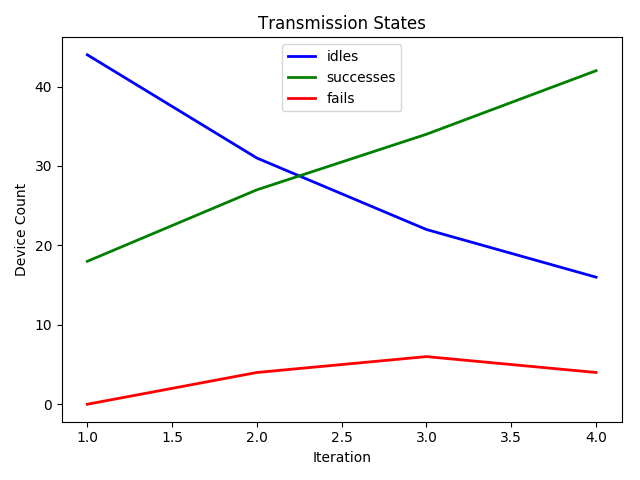 Transmission States
idles
successes
fails
Device Count
40
30
20
10
0
1.0 1.5 2.0 2.5 3.0 3.5 4.0
Iteration